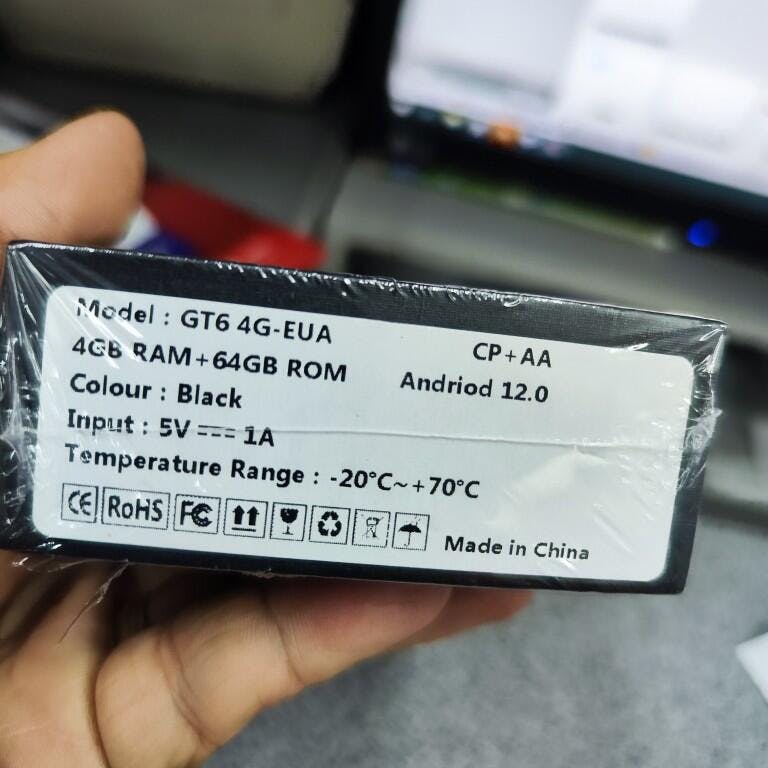 Model : GT6 4G-EUA
CP+AA
4GB RAM+64GB ROM
Andriod 12.0
Colour : Black
Input : 5V ⎓ 1A
Temperature Range : -20°C~+70°C
CE RoHS FC
Made in China